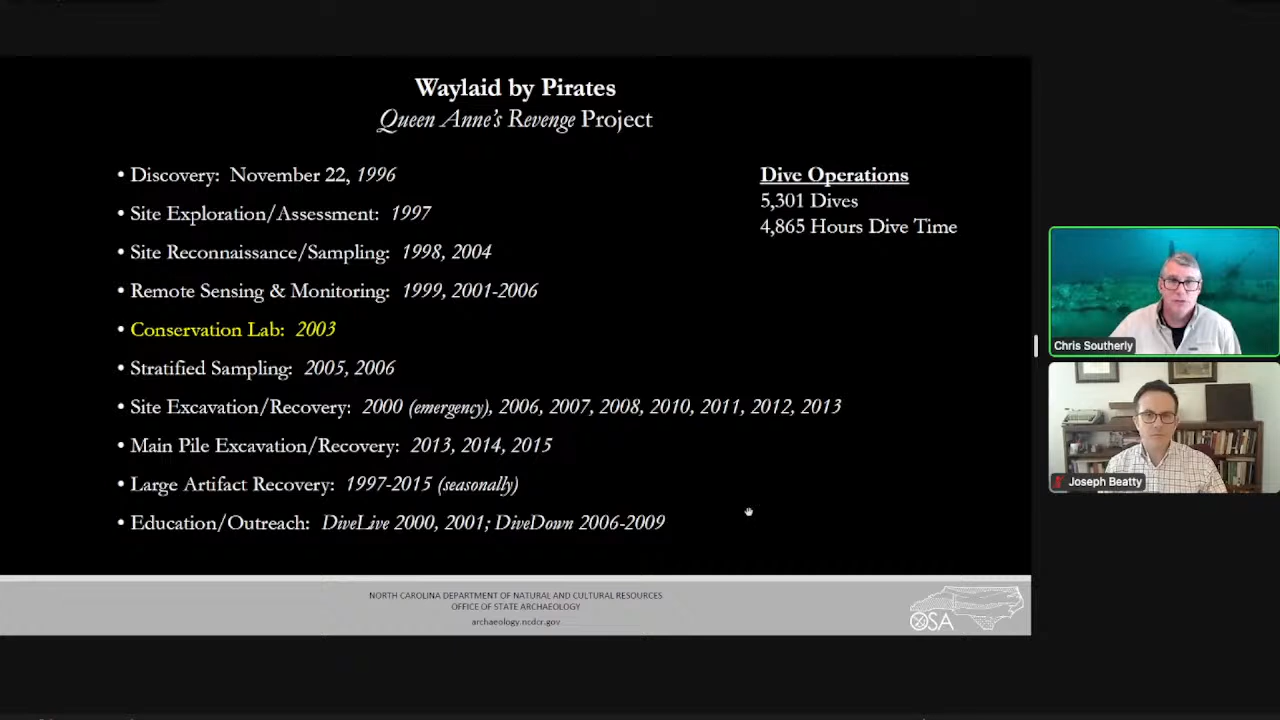 Waylaid by Pirates
Queen Anne's Revenge Project
• Discovery: November 22, 1996
• Site Exploration/Assessment: 1997
• Site Reconnaissance/Sampling: 1998, 2004
• Remote Sensing & Monitoring: 1999, 2001-2006
• Conservation Lab: 2003
• Stratified Sampling: 2005, 2006
• Site Excavation/Recovery: 2000 (emergency), 2006, 2007, 2008, 2010, 2011, 2012, 2013
• Main Pile Excavation/Recovery: 2013, 2014, 2015
• Large Artifact Recovery: 1997-2015 (seasonally)
• Education/Outreach: DiveLive 2000, 2001; DiveDown 2006-2009
Dive Operations
5,301 Dives
4,865 Hours Dive Time
NORTH CAROLINA DEPARTMENT OF NATURAL AND CULTURAL RESOURCES
OFFICE OF STATE ARCHAEOLOGY
archaeology.ncdcr.gov
OSA
Chris Southerly
Joseph Beatty